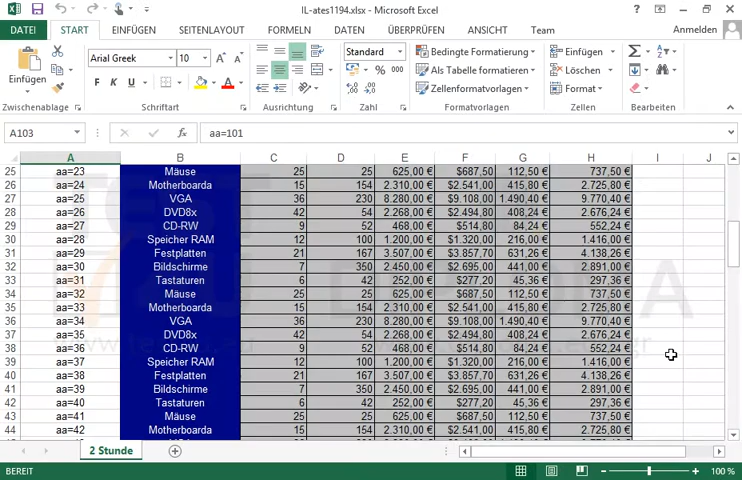 IL-ates1194.xlsx - Microsoft Excel
DATEI START EINFÜGEN SEITENLAYOUT FORMELN DATEN ÜBERPRÜFEN ANSICHT Team Anmelden
Einfügen
Arial Greek 10
F K U
Standard
% 000
Bedingte Formatierung
Als Tabelle formatieren
Zellenformatvorlagen
Einfügen
Löschen
Format
Zwischenablage Schriftart Ausrichtung Zahl Formatvorlagen Zellen Bearbeiten
A103 fx aa=101
A B C D E F G H I J
25 aa=23 Mäuse 25 25 625,00 € $687,50 112,50 € 737,50 €
26 aa=24 Motherboarda 15 154 2.310,00 € $2.541,00 415,80 € 2.725,80 €
27 aa=25 VGA 36 230 8.280,00 € $9.108,00 1.490,40 € 9.770,40 €
28 aa=26 DVD8x 42 54 2.268,00 € $2.494,80 408,24 € 2.676,24 €
29 aa=27 CD-RW 9 52 468,00 € $514,80 84,24 € 552,24 €
30 aa=28 Speicher RAM 12 100 1.200,00 € $1.320,00 216,00 € 1.416,00 €
31 aa=29 Festplatten 21 167 3.507,00 € $3.857,70 631,26 € 4.138,26 €
32 aa=30 Bildschirme 7 350 2.450,00 € $2.695,00 441,00 € 2.891,00 €
33 aa=31 Tastaturen 6 42 252,00 € $277,20 45,36 € 297,36 €
34 aa=32 Mäuse 25 25 625,00 € $687,50 112,50 € 737,50 €
35 aa=33 Motherboarda 15 154 2.310,00 € $2.541,00 415,80 € 2.725,80 €
36 aa=34 VGA 36 230 8.280,00 € $9.108,00 1.490,40 € 9.770,40 €
37 aa=35 DVD8x 42 54 2.268,00 € $2.494,80 408,24 € 2.676,24 €
38 aa=36 CD-RW 9 52 468,00 € $514,80 84,24 € 552,24 €
39 aa=37 Speicher RAM 12 100 1.200,00 € $1.320,00 216,00 € 1.416,00 €
40 aa=38 Festplatten 21 167 3.507,00 € $3.857,70 631,26 € 4.138,26 €
41 aa=39 Bildschirme 7 350 2.450,00 € $2.695,00 441,00 € 2.891,00 €
42 aa=40 Tastaturen 6 42 252,00 € $277,20 45,36 € 297,36 €
43 aa=41 Mäuse 25 25 625,00 € $687,50 112,50 € 737,50 €
44 aa=42 Motherboarda 15 154 2.310,00 € $2.541,00 415,80 € 2.725,80 €
2 Stunde
BEREIT 100 %